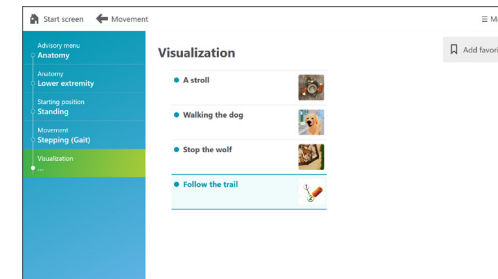 Start screen
Movement
Advisory menu
Anatomy
Anatomy
Lower extremity
Starting position
Standing
Movement
Stepping (Gait)
Visualization
...
Visualization
A stroll
Walking the dog
Stop the wolf
Follow the trail
Add favori